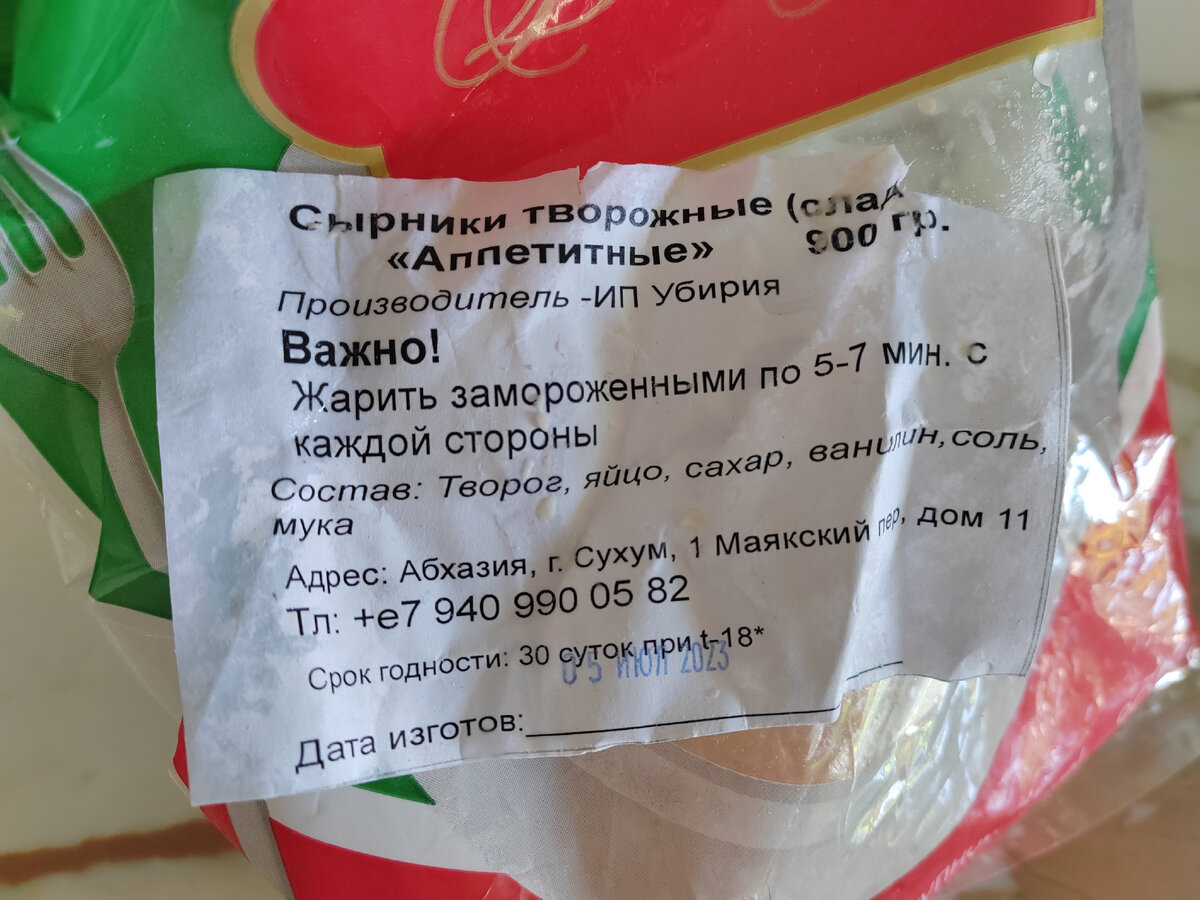 Сырники творожные (слад
«Аппетитные» 900 гр.
Производитель -ИП Убирия
Важно!
Жарить замороженными по 5-7 мин. с
каждой стороны
Состав: Творог, яйцо, сахар, ванилин, соль,
мука
Адрес: Абхазия, г. Сухум, 1 Маякский пер, дом 11
Тл: +е7 940 990 05 82
Срок годности: 30 суток при t-18*
05 ИЮЛ 2023
Дата изготов: